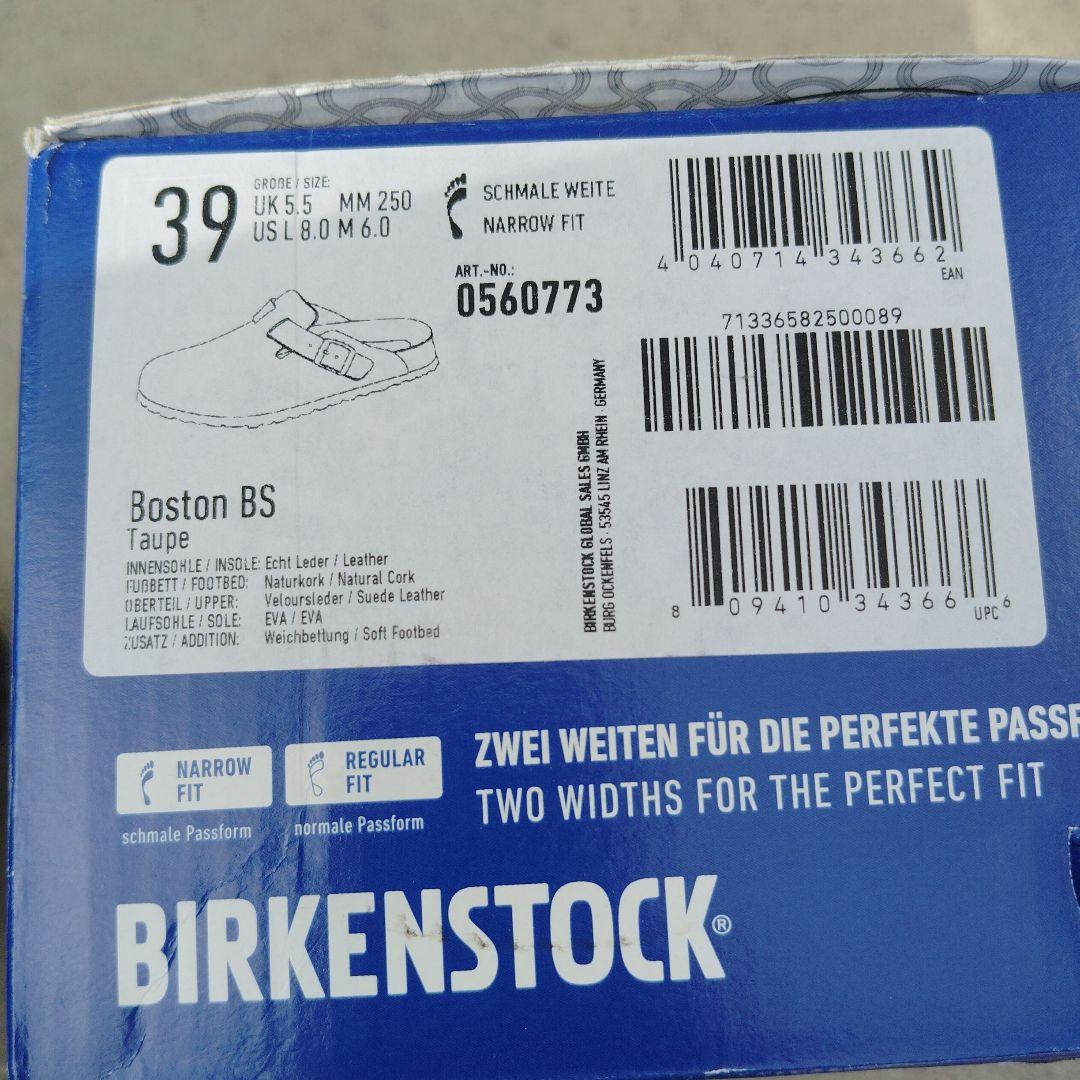 39
GRÖßE / SIZE:
UK 5.5 MM 250
US L 8.0 M 6.0
SCHMALE WEITE
NARROW FIT
ART.-NO.:
0560773
4 040714 343662
EAN
71336582500089
8 09410 34366 6
UPC
BIRKENSTOCK GLOBAL SALES GMBH
BURG OCKENFELS · 53545 LINZ AM RHEIN · GERMANY
Boston BS
Taupe
INNENSOHLE / INSOLE: Echt Leder / Leather
FUßBETT / FOOTBED: Naturkork / Natural Cork
OBERTEIL / UPPER: Veloursleder / Suede Leather
LAUFSOHLE / SOLE: EVA / EVA
ZUSATZ / ADDITION: Weichbettung / Soft Footbed
NARROW
FIT
schmale Passform
REGULAR
FIT
normale Passform
ZWEI WEITEN FÜR DIE PERFEKTE PASSF
TWO WIDTHS FOR THE PERFECT FIT
BIRKENSTOCK®